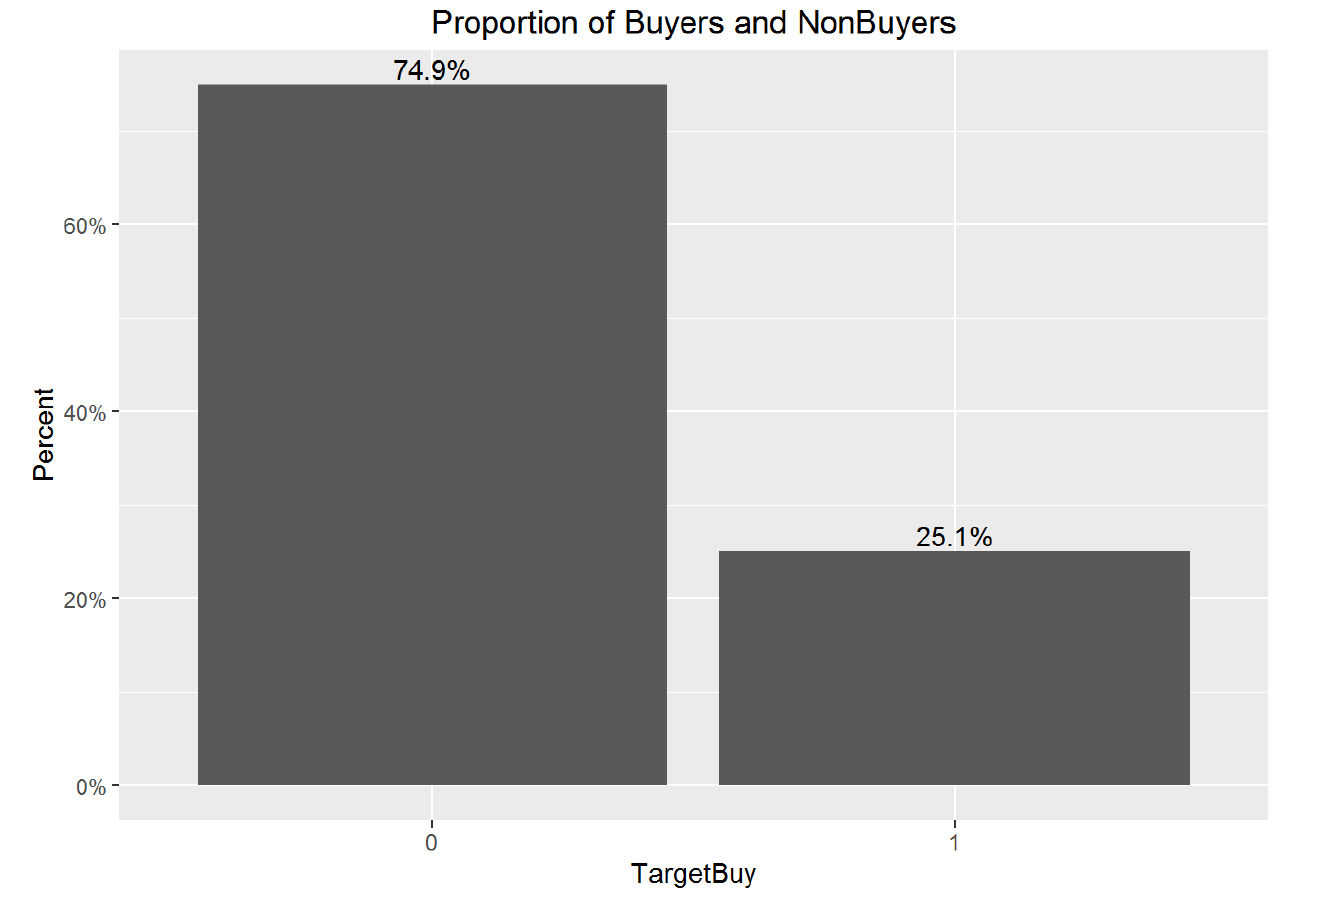 Proportion of Buyers and NonBuyers
74.9%
60%
40%
25.1%
20%
0%
Percent
0
1
TargetBuy